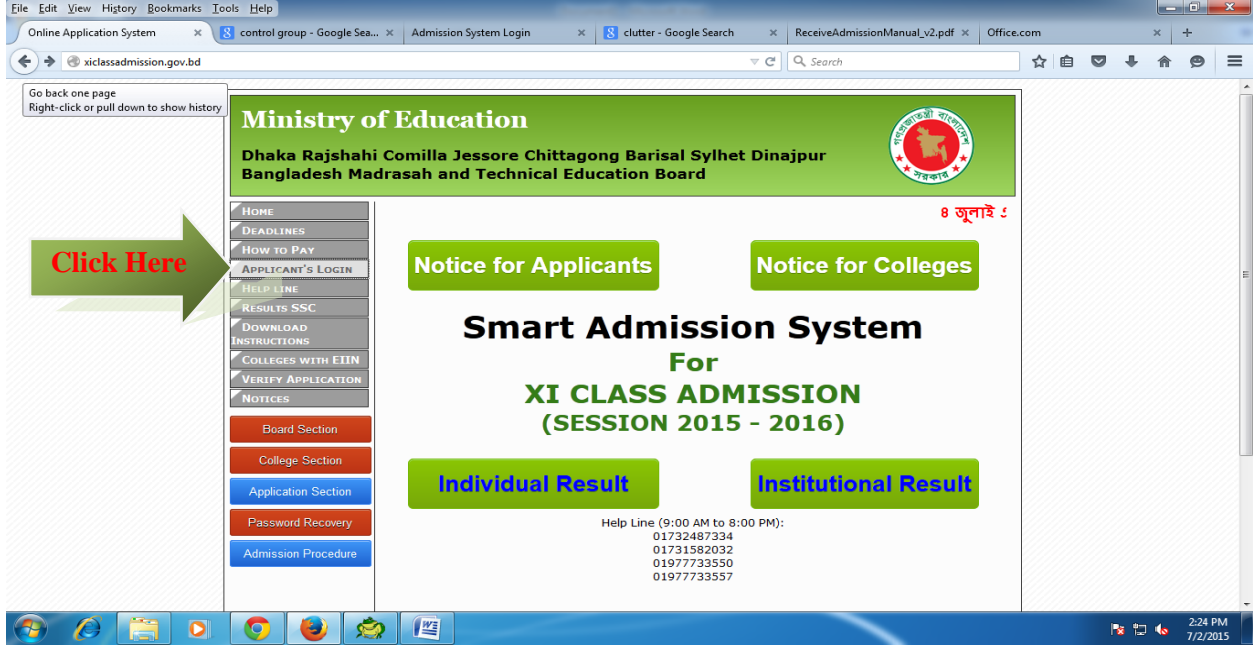 File Edit View History Bookmarks Tools Help
Online Application System × control group - Google Sea... × Admission System Login × clutter - Google Search × ReceiveAdmissionManual_v2.pdf × Office.com × +
xiclassadmission.gov.bd Search
Go back one page
Right-click or pull down to show history
Ministry of Education
Dhaka Rajshahi Comilla Jessore Chittagong Barisal Sylhet Dinajpur
Bangladesh Madrasah and Technical Education Board
গণপ্রজাতন্ত্রী বাংলাদেশ
সরকার
৪ জুলাই
Click Here
HOME
DEADLINES
HOW TO PAY
APPLICANT'S LOGIN
HELP LINE
RESULTS SSC
DOWNLOAD
INSTRUCTIONS
COLLEGES WITH EIIN
VERIFY APPLICATION
NOTICES
Board Section
College Section
Application Section
Password Recovery
Admission Procedure
Notice for Applicants Notice for Colleges
Smart Admission System
For
XI CLASS ADMISSION
(SESSION 2015 - 2016)
Individual Result Institutional Result
Help Line (9:00 AM to 8:00 PM):
01732487334
01731582032
01977733550
01977733557
2:24 PM
7/2/2015